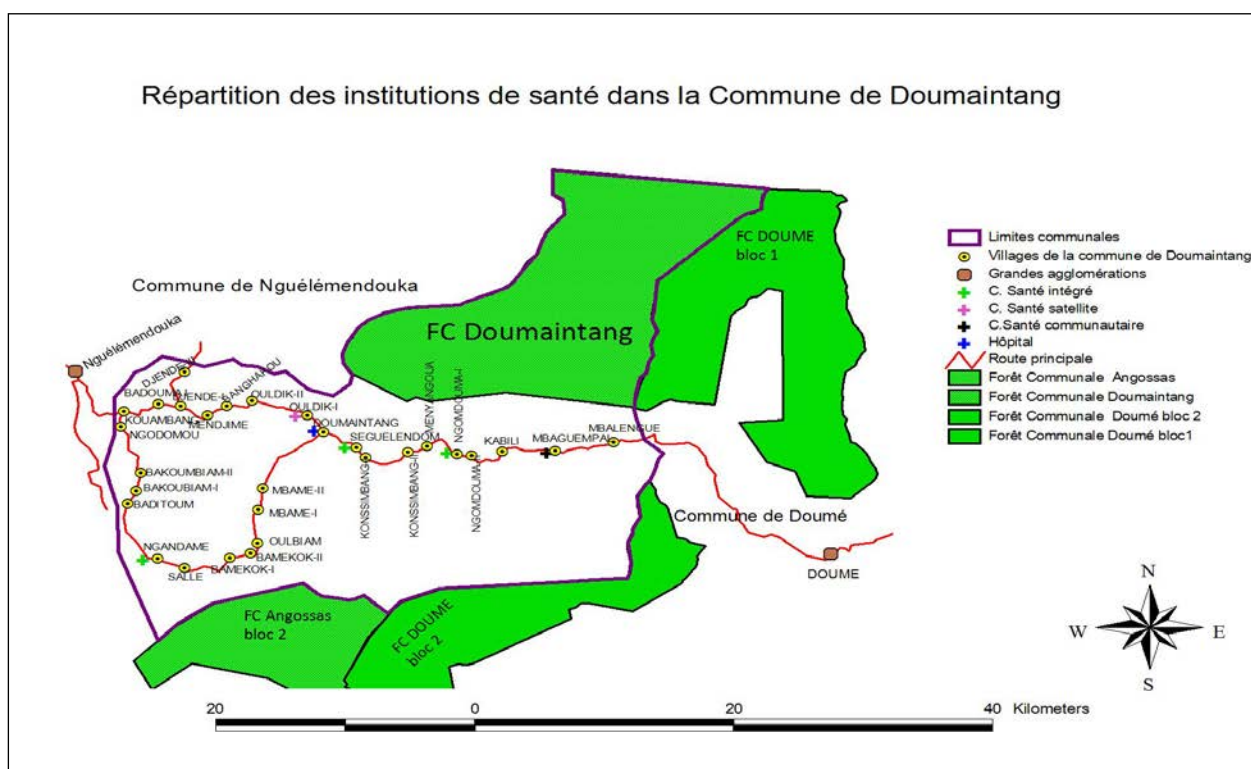 Répartition des institutions de santé dans la Commune de Doumaintang
FC DOUME
bloc 1
Limites communales
Villages de la commune de Doumaintang
Grandes agglomérations
C. Santé intégré
C. Santé satellite
C.Santé communautaire
Hôpital
Route principale
Forêt Communale Angossas
Forêt Communale Doumaintang
Forêt Communale Doumé bloc 2
Forêt Communale Doumé bloc1
Commune de Nguélémendouka
FC Doumaintang
Nguélémendouka
BADOUMA-I
OULDIK-II
OULDIK-I
KOUAMBANG
MENDJIME
DOUMAINTANG
NGODOMOU
SEGUELENDOM
MENYANGOUA
NGOMDOUMA-I
KABILI
MBAGUEMPAL
MBALENGUE
KONSSIMBANG-II
BAKOUMBIAM-II
BAKOUBIAM-I
BADITOUM
MBAME-II
MBAME-I
OULBIAM
NGANDAME
SALLE
BAMEKOK-II
BAMEKOK-I
Commune de Doumé
DOUME
FC Angossas
bloc 2
FC DOUME
bloc 2
N
W
E
S
20
0
20
40
Kilometers